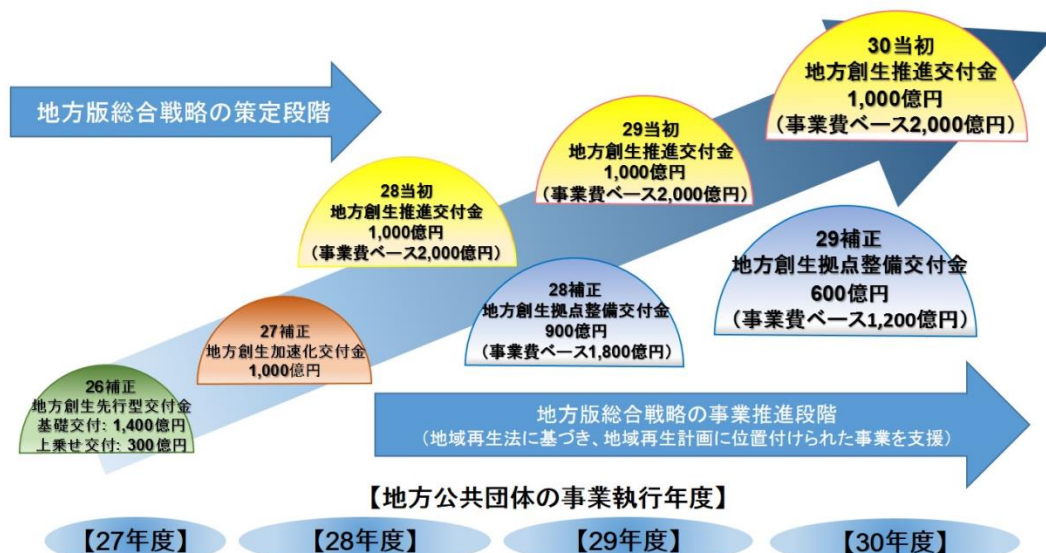 地方版総合戦略の策定段階
30当初
地方創生推進交付金
1,000億円
(事業費ベース2,000億円)
29当初
地方創生推進交付金
1,000億円
(事業費ベース2,000億円)
28当初
地方創生推進交付金
1,000億円
(事業費ベース2,000億円)
29補正
地方創生拠点整備交付金
600億円
(事業費ベース1,200億円)
28補正
地方創生拠点整備交付金
900億円
(事業費ベース1,800億円)
27補正
地方創生加速化交付金
1,000億円
26補正
地方創生先行型交付金
基礎交付: 1,400億円
上乗せ交付: 300億円
地方版総合戦略の事業推進段階
(地域再生法に基づき、地域再生計画に位置付けられた事業を支援)
【地方公共団体の事業執行年度】
【27年度】 【28年度】 【29年度】 【30年度】